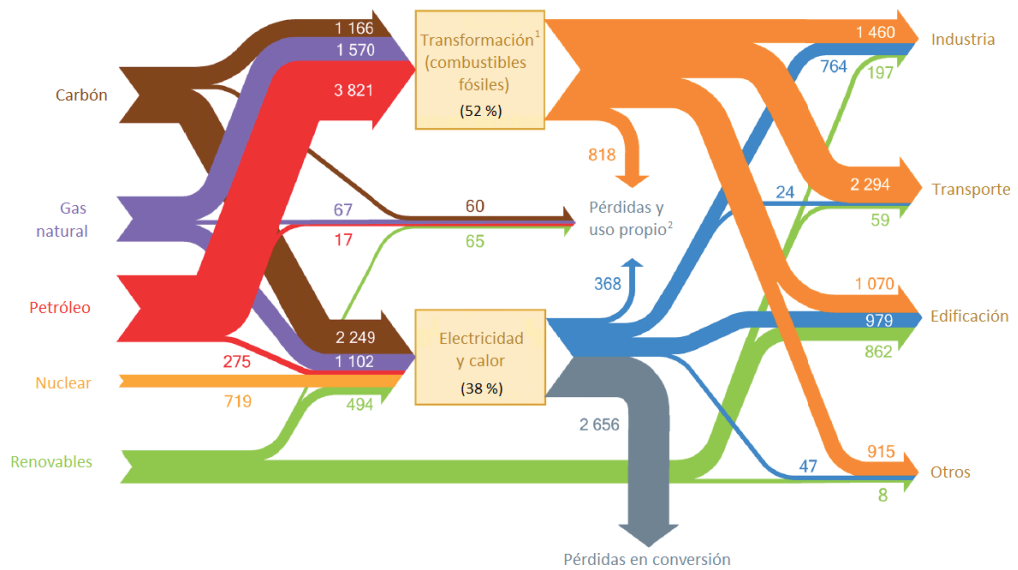 1 166
1 570
3 821
Transformación¹
(combustibles
fósiles)
(52 %)
1 460
764
197
Industria
Carbón
818
24
2 294
59
Transporte
Gas
natural
67
17
60
65
Pérdidas y
uso propio²
368
1 070
979
862
Edificación
Petróleo
275
2 249
1 102
Electricidad
y calor
(38 %)
Nuclear
719
494
2 656
Renovables
47
915
8
Otros
Pérdidas en conversión